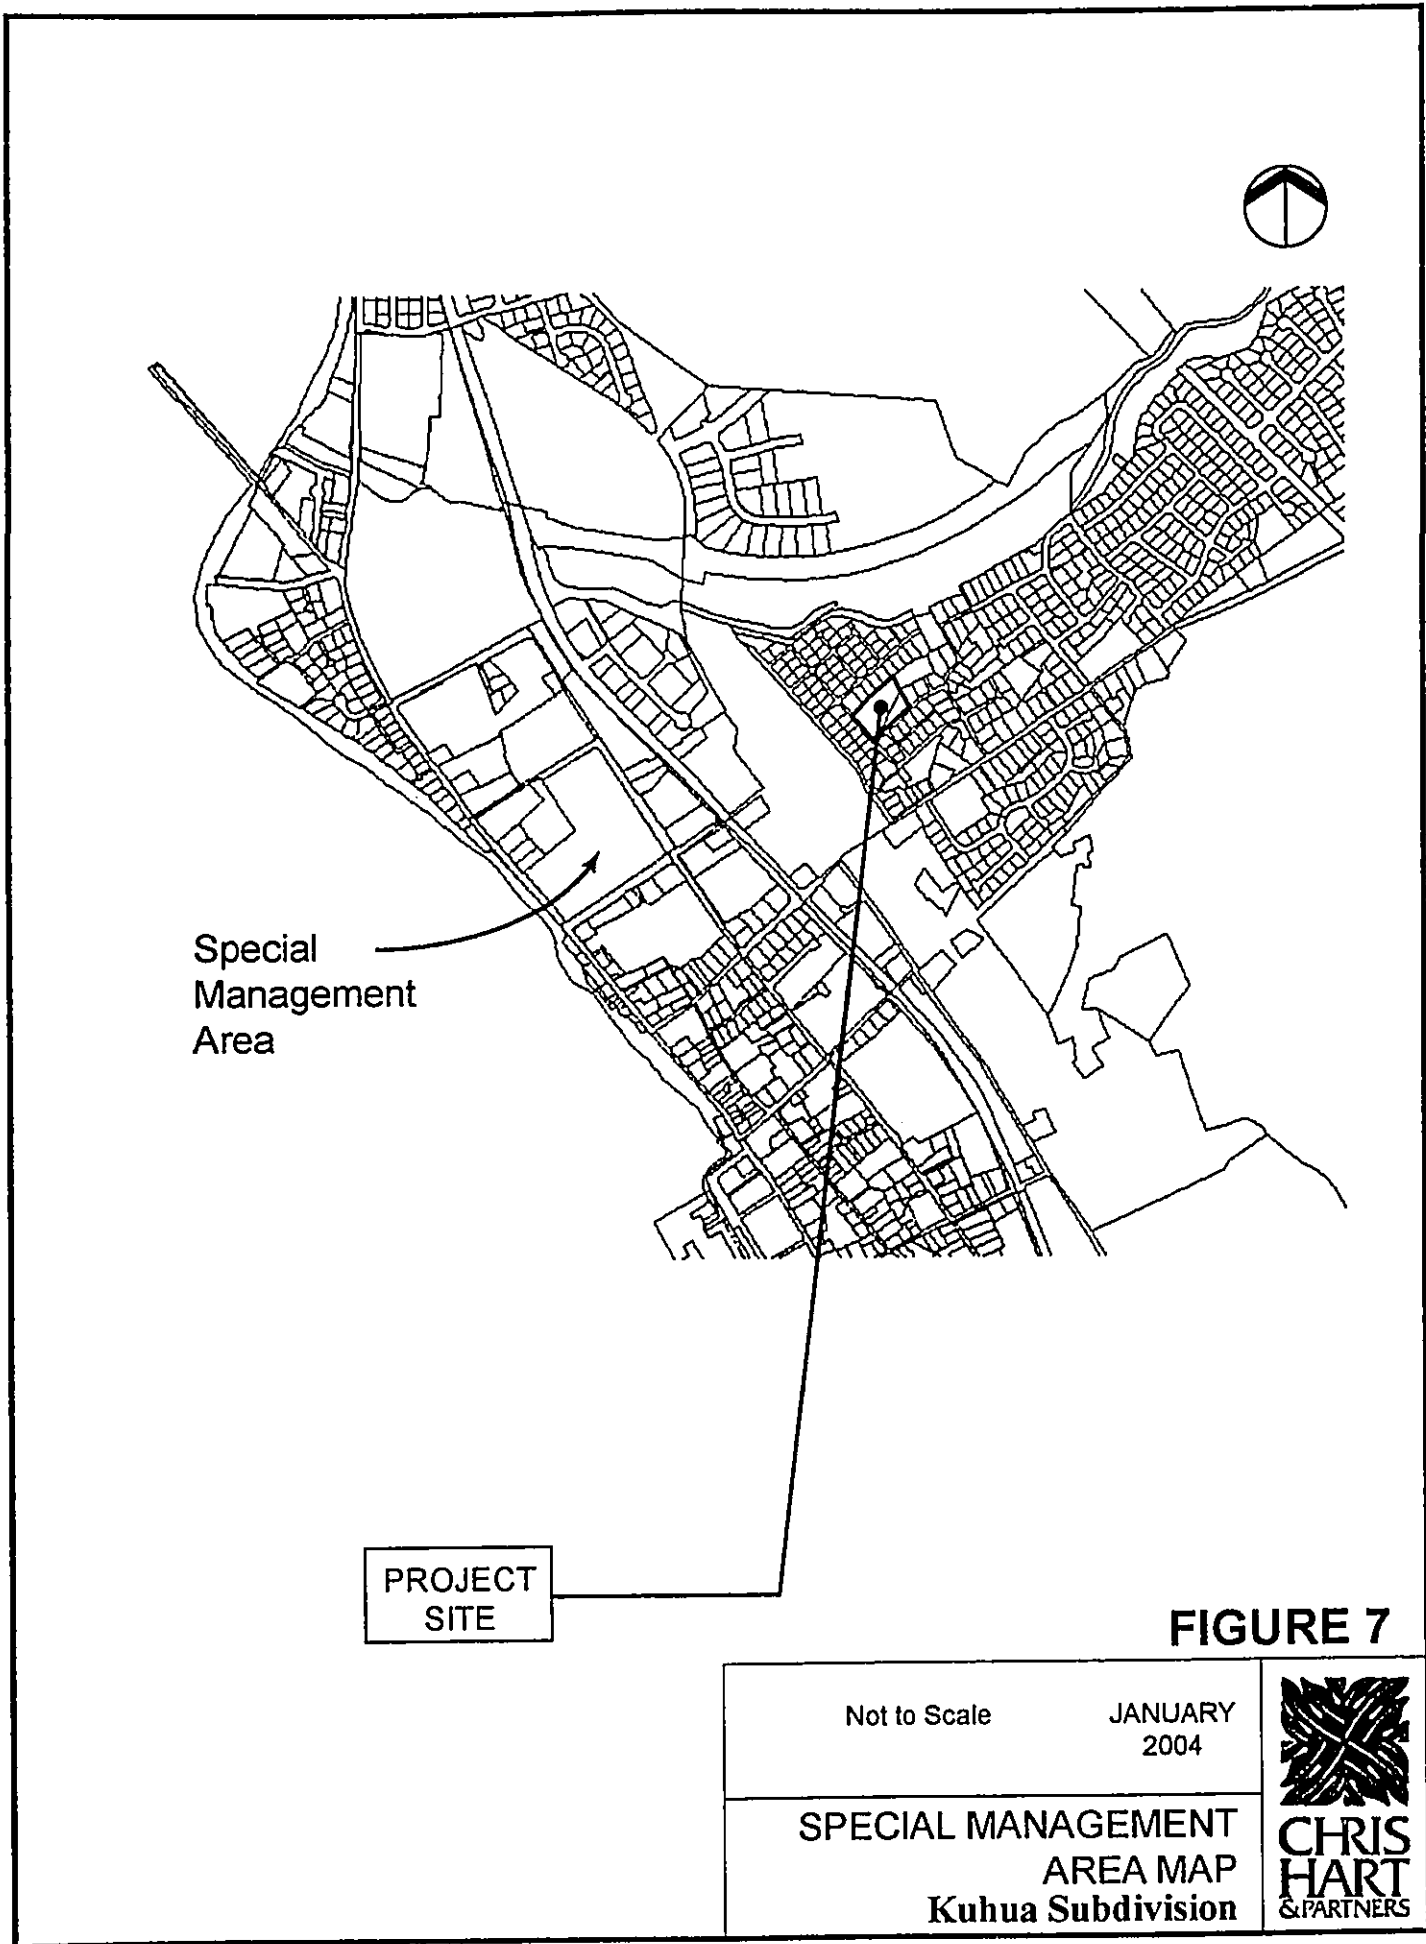 Special
Management
Area
PROJECT
SITE
FIGURE 7
Not to Scale
JANUARY
2004
SPECIAL MANAGEMENT
AREA MAP
Kuhua Subdivision
CHRIS
HART
& PARTNERS